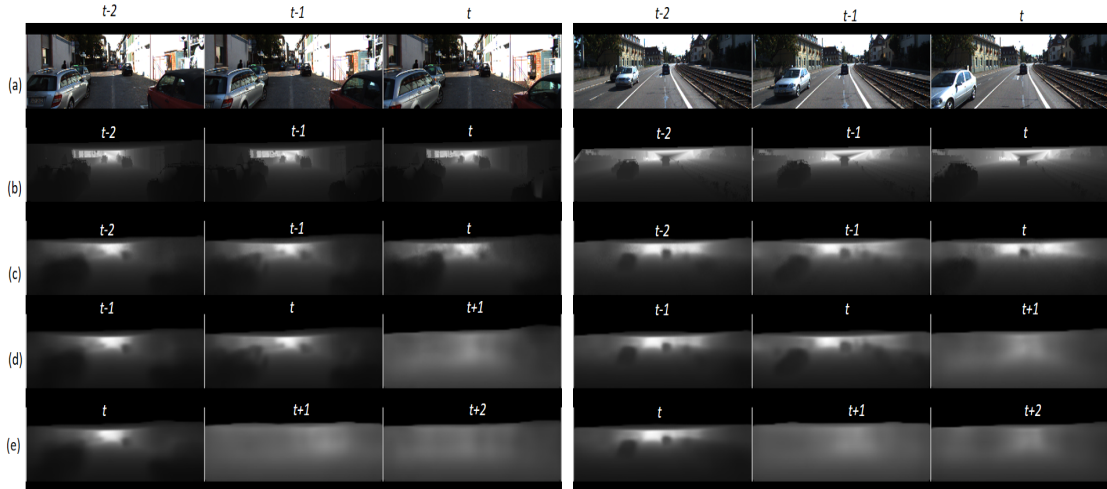 t-2 t-1 t t-2 t-1 t
(a)
t-2 t-1 t t-2 t-1 t
(b)
t-2 t-1 t t-2 t-1 t
(c)
t-1 t t+1 t-1 t t+1
(d)
t t+1 t+2 t t+1 t+2
(e)